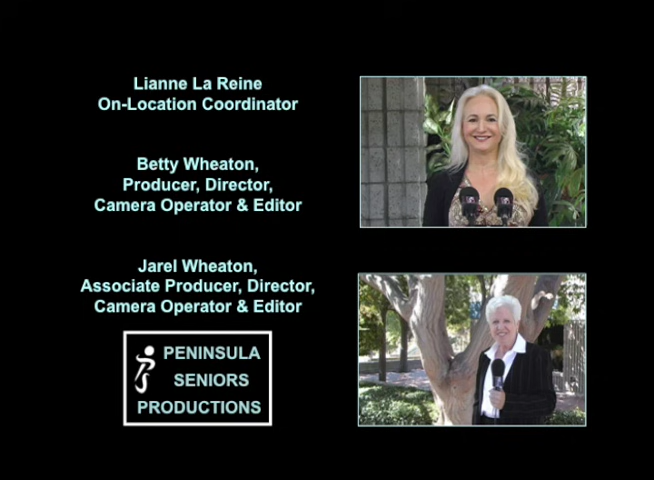 Lianne La Reine
On-Location Coordinator
Betty Wheaton,
Producer, Director,
Camera Operator & Editor
Jarel Wheaton,
Associate Producer, Director,
Camera Operator & Editor
PENINSULA
SENIORS
PRODUCTIONS